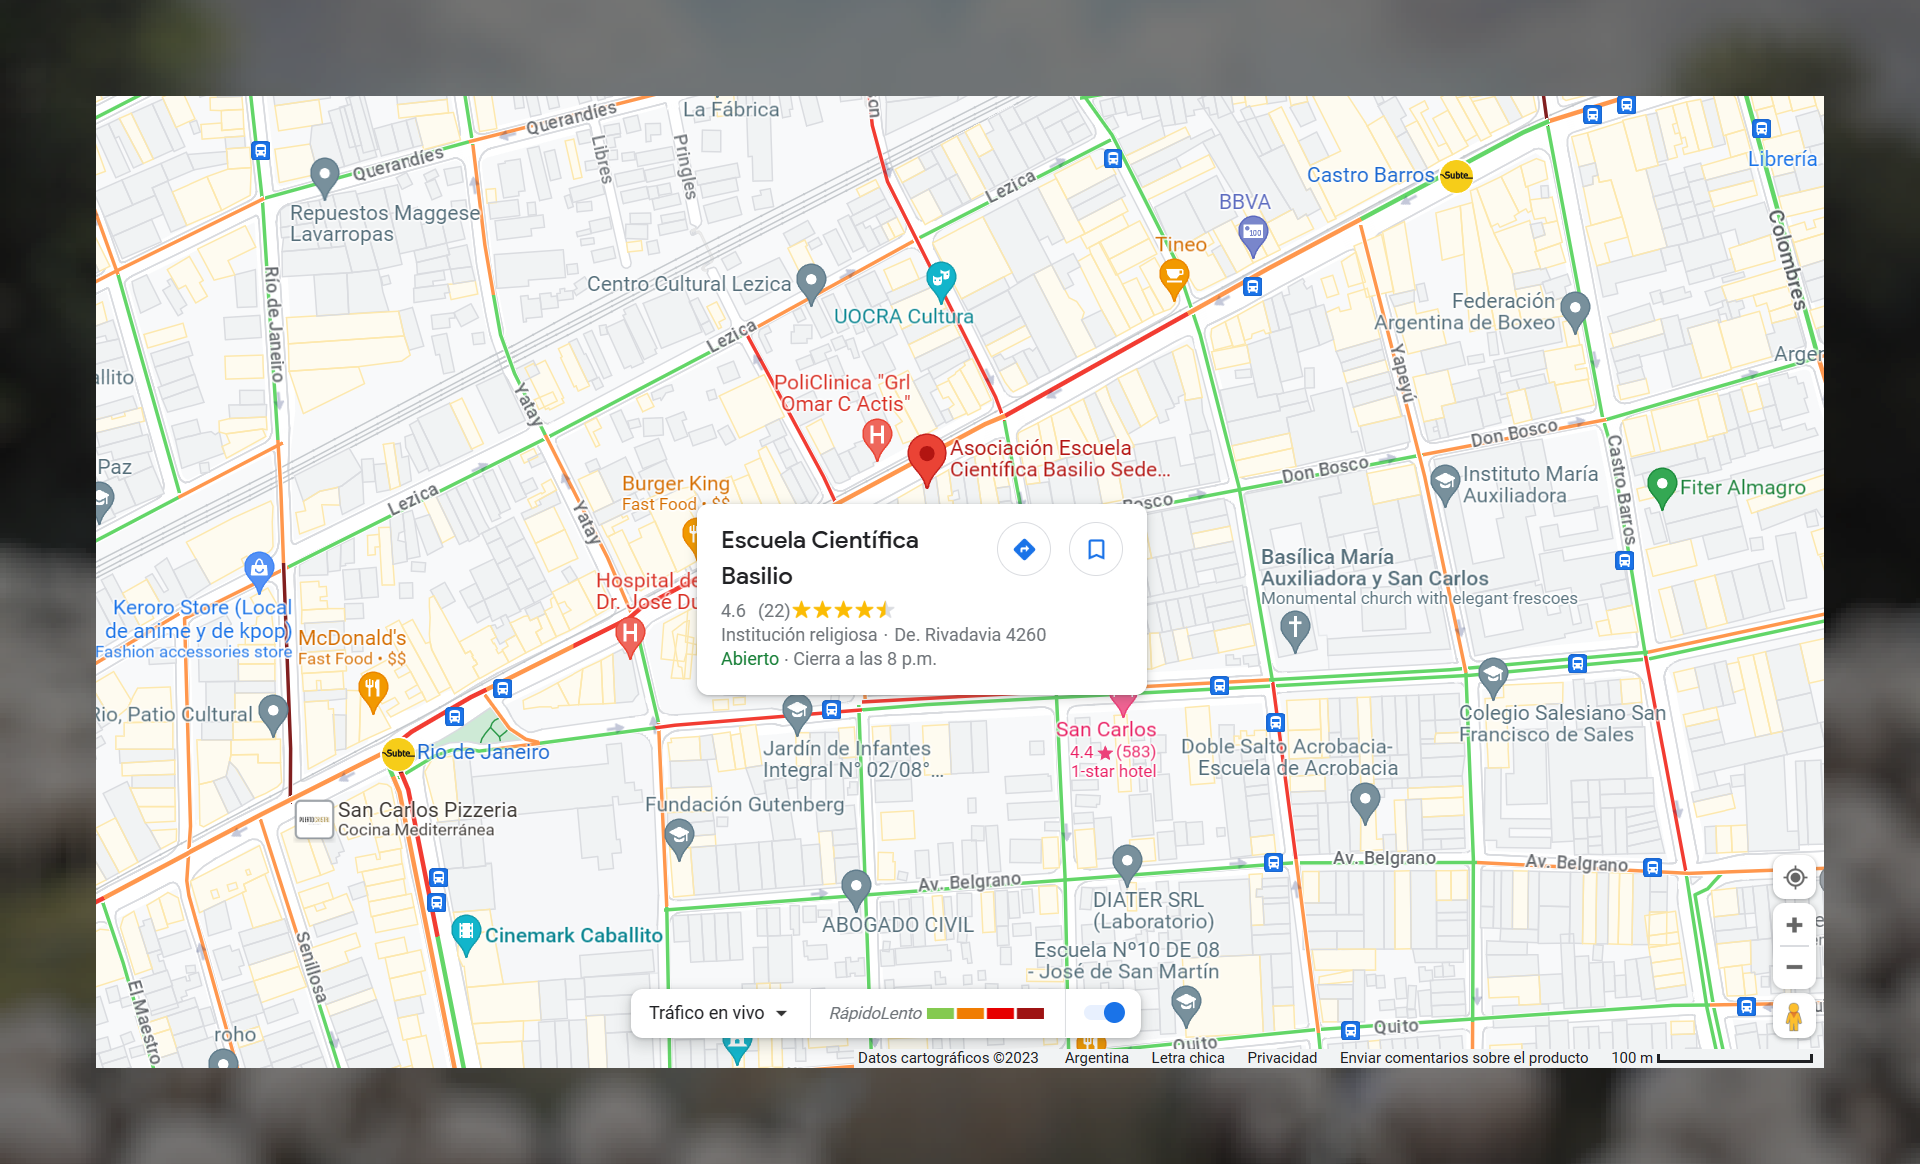 Querandíes
La Fábrica
Querandíes
Libres
Pringles
Lezica
Castro Barros
Subte
Librería
Repuestos Maggese
Lavarropas
BBVA
Tineo
Colombres
Río de Janeiro
Centro Cultural Lezica
UOCRA Cultura
Federación
Argentina de Boxeo
Lezica
Yatay
PoliClinica "Grl
Omar C Actis"
Yapeyú
Asociación Escuela
Científica Basilio Sede...
Don Bosco
Don Bosco
Castro Barros
Paz
Burger King
Fast Food • $$
Lezica
Yatay
Bosco
Instituto María
Auxiliadora
Fiter Almagro
Escuela Científica
Basilio
4.6 (22)
Institución religiosa · De. Rivadavia 4260
Abierto · Cierra a las 8 p.m.
Basílica María
Auxiliadora y San Carlos
Monumental church with elegant frescoes
Hospital de
Dr. José Du
Keroro Store (Local
de anime y de kpop)
Fashion accessories store
McDonald's
Fast Food • $$
Rio, Patio Cultural
Subte
Río de Janeiro
San Carlos
4.4 ★ (583)
1-star hotel
Colegio Salesiano San
Francisco de Sales
Jardín de Infantes
Integral N° 02/08°...
Doble Salto Acrobacia-
Escuela de Acrobacia
San Carlos Pizzeria
Cocina Mediterránea
Fundación Gutenberg
Av. Belgrano
Av. Belgrano
Av. Belgrano
ABOGADO CIVIL
DIATER SRL
(Laboratorio)
Cinemark Caballito
Senillosa
Escuela Nº10 DE 08
- José de San Martín
El Maestro
roho
Tráfico en vivo
Rápido Lento
Quito
Quito
Datos cartográficos ©2023 Argentina Letra chica Privacidad Enviar comentarios sobre el producto 100 m